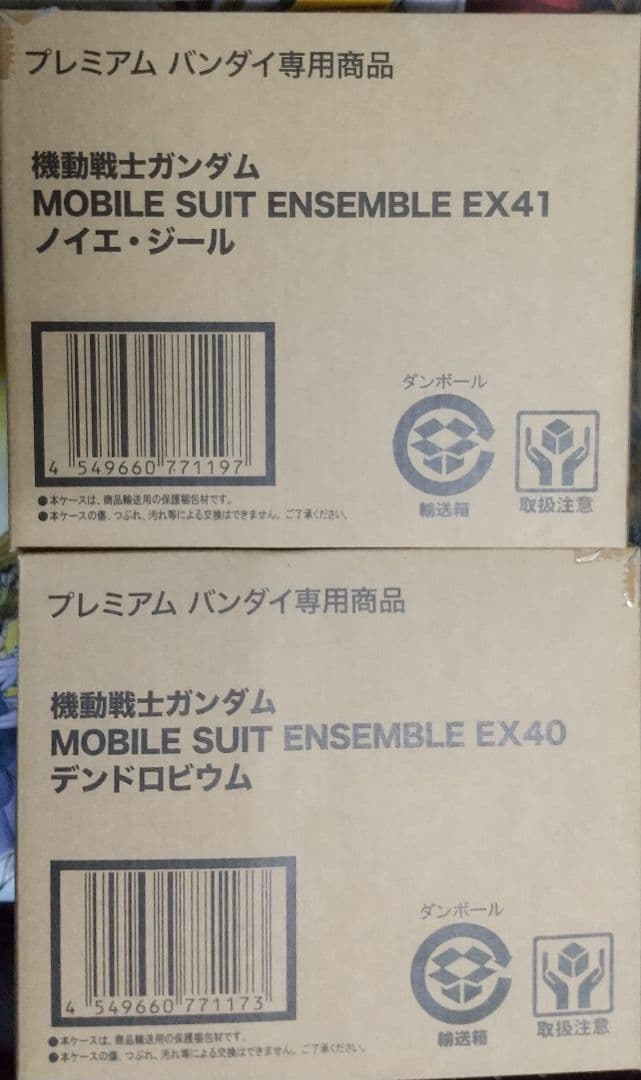 プレミアム バンダイ専用商品
機動戦士ガンダム
MOBILE SUIT ENSEMBLE EX41
ノイエ・ジール
4 549660 771197
●本ケースは、商品輸送用の保護梱包材です。
●本ケースの傷、つぶれ、汚れ等による交換はできません。ご了承ください。
ダンボール
輸送箱
取扱注意
プレミアム バンダイ専用商品
機動戦士ガンダム
MOBILE SUIT ENSEMBLE EX40
デンドロビウム
4 549660 771173
●本ケースは、商品輸送用の保護梱包材です。
●本ケースの傷、つぶれ、汚れ等による交換はできません。ご了承ください。
ダンボール
輸送箱
取扱注意